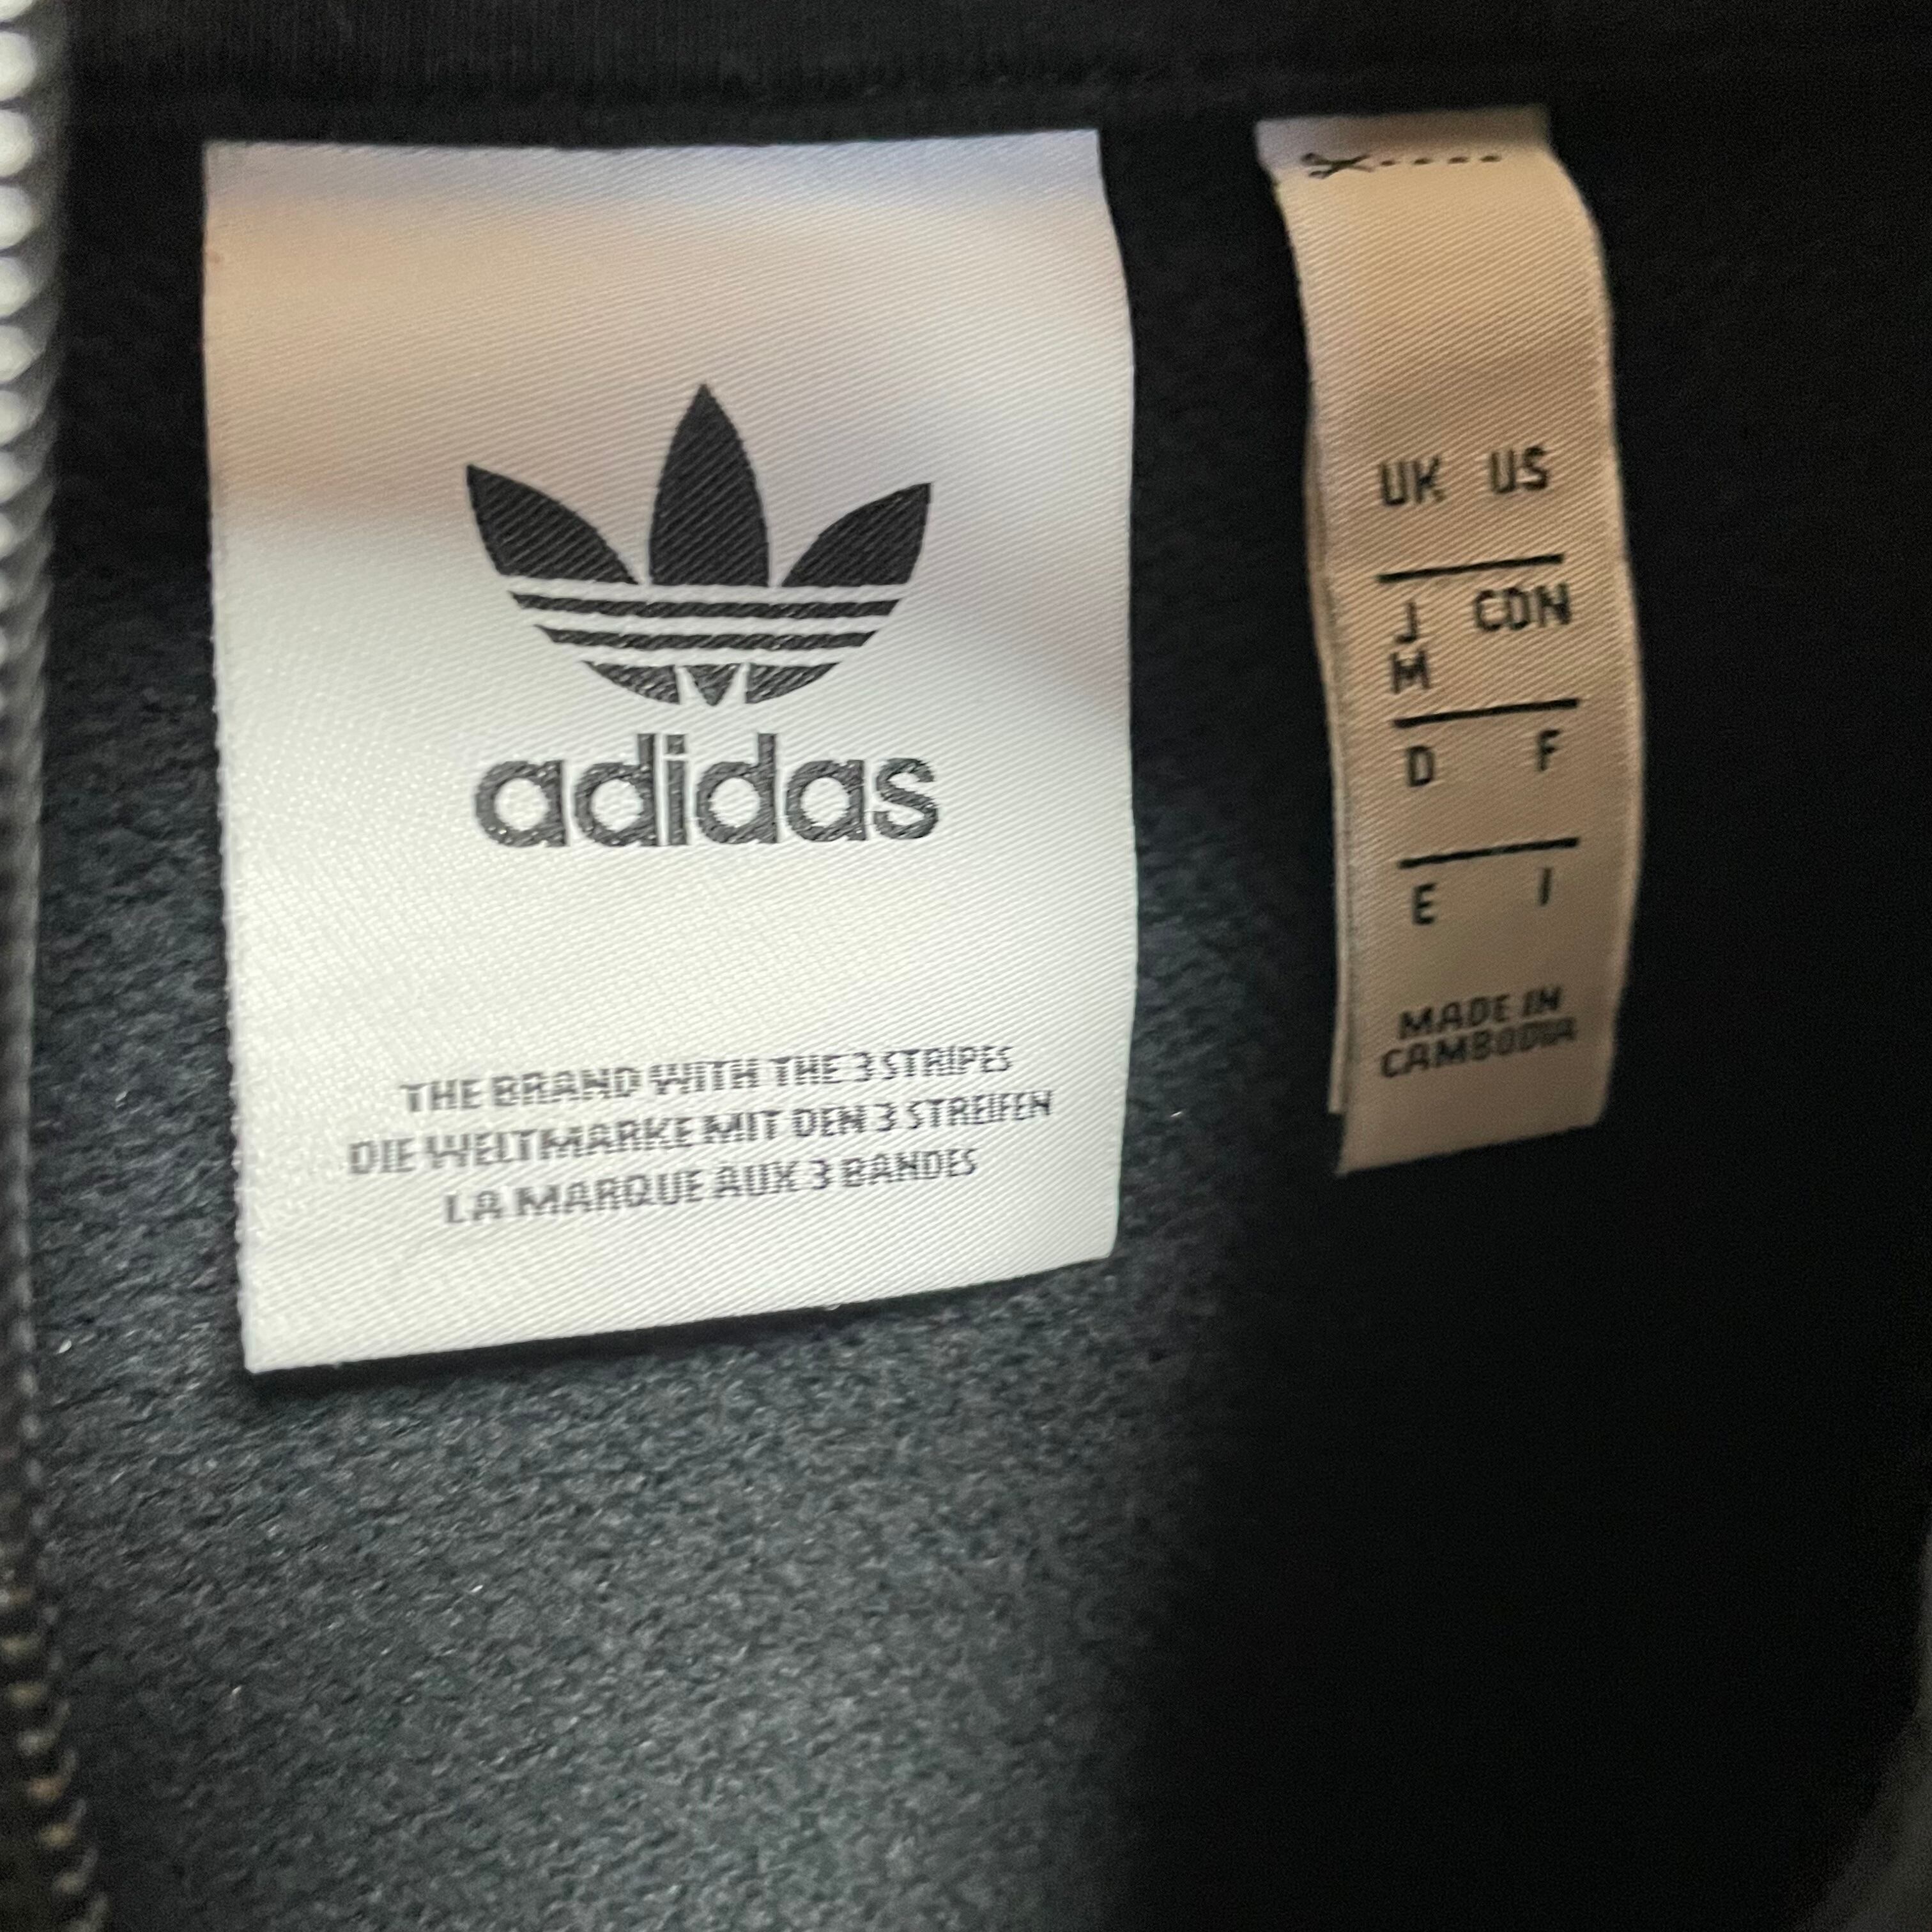 adidas
THE BRAND WITH THE 3 STRIPES
DIE WELTMARKE MIT DEN 3 STREIFEN
LA MARQUE AUX 3 BANDES
UK US
J CDN
M
D F
E I
MADE IN
CAMBODIA